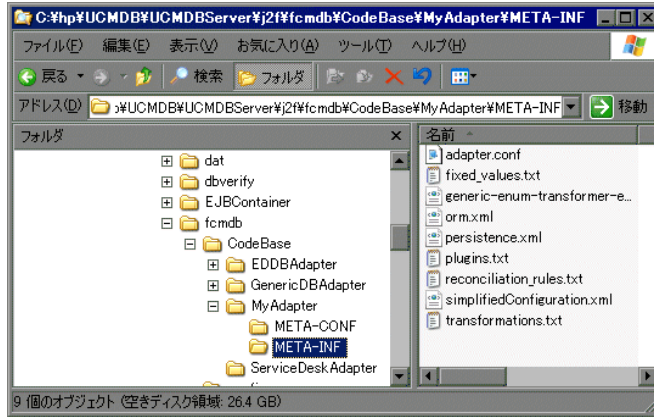 C:¥hp¥UCMDB¥UCMDBServer¥j2f¥fcmdb¥CodeBase¥MyAdapter¥META-INF
ファイル(F) 編集(E) 表示(V) お気に入り(A) ツール(T) ヘルプ(H)
戻る 検索 フォルダ
アドレス(D) p¥UCMDB¥UCMDBServer¥j2f¥fcmdb¥CodeBase¥MyAdapter¥META-INF 移動
フォルダ
dat
dbverify
EJBContainer
fcmdb
CodeBase
EDDBAdapter
GenericDBAdapter
MyAdapter
META-CONF
META-INF
ServiceDeskAdapter
名前
adapter.conf
fixed_values.txt
generic-enum-transformer-e...
orm.xml
persistence.xml
plugins.txt
reconciliation_rules.txt
simplifiedConfiguration.xml
transformations.txt
9 個のオブジェクト (空きディスク領域: 26.4 GB)